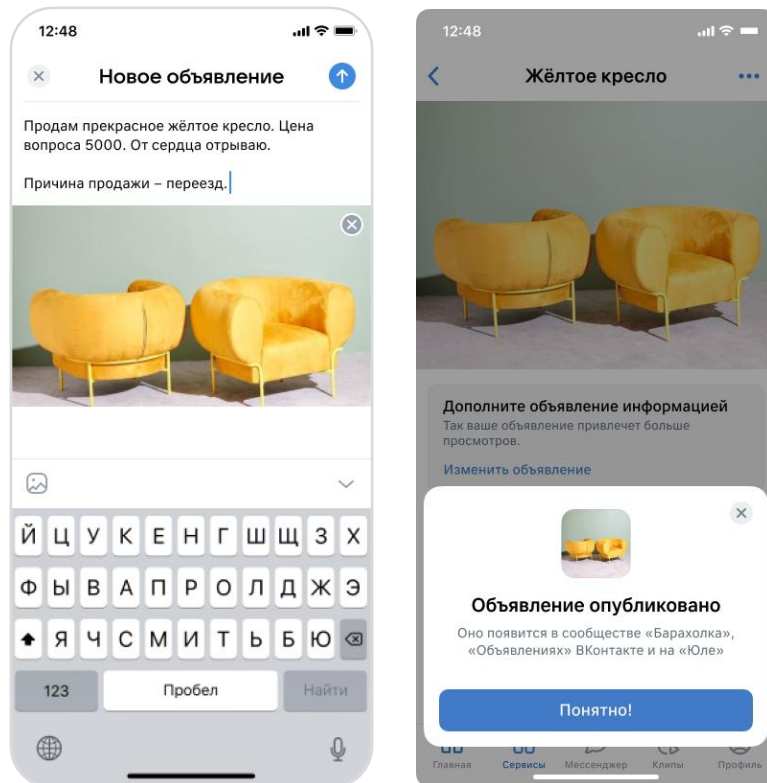 12:48
Новое объявление
Продам прекрасное жёлтое кресло. Цена
вопроса 5000. От сердца отрываю.
Причина продажи – переезд.
Й Ц У К Е Н Г Ш Щ З Х
Ф Ы В А П Р О Л Д Ж Э
Я Ч С М И Т Ь Б Ю
123 Пробел Найти
12:48
Жёлтое кресло
Дополните объявление информацией
Так ваше объявление привлечет больше
просмотров.
Изменить объявление
Объявление опубликовано
Оно появится в сообществе «Барахолка»,
«Объявлениях» ВКонтакте и на «Юле»
Понятно!
Главная Сервисы Мессенджер Клипы Профиль